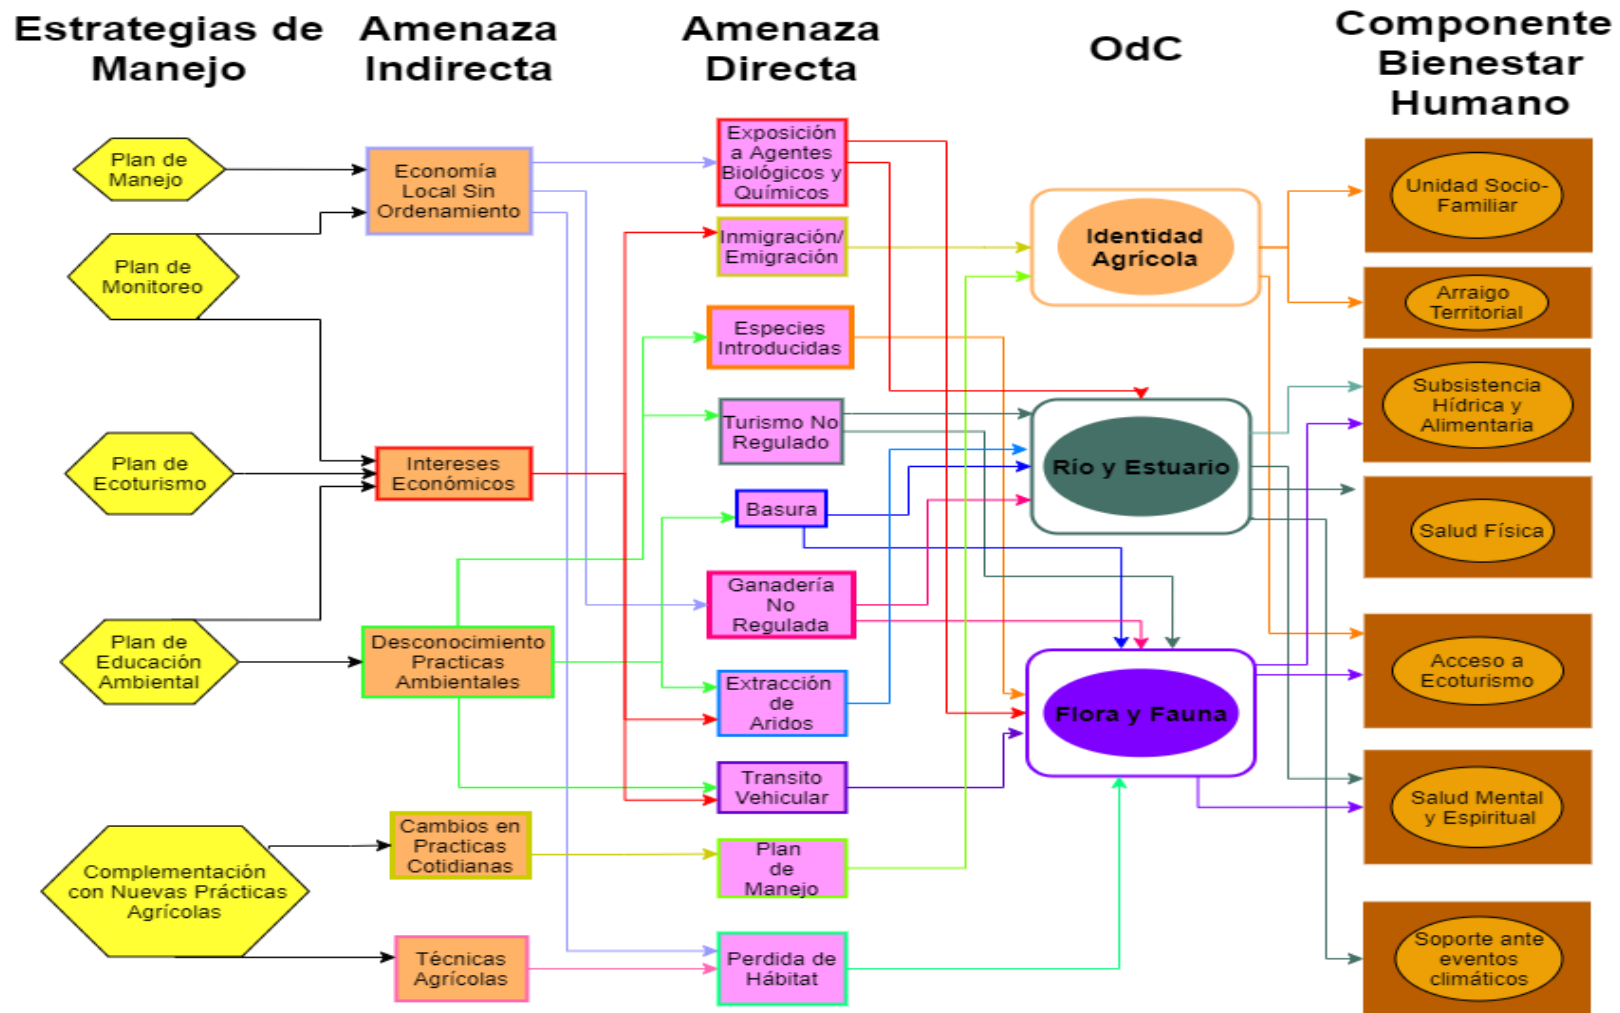 Estrategias de
Manejo
Amenaza
Indirecta
Amenaza
Directa
OdC
Componente
Bienestar
Humano
Plan de
Manejo
Plan de
Monitoreo
Plan de
Ecoturismo
Plan de
Educación
Ambiental
Complementación
con Nuevas Prácticas
Agrícolas
Economía
Local Sin
Ordenamiento
Intereses
Económicos
Desconocimiento
Practicas
Ambientales
Cambios en
Practicas
Cotidianas
Técnicas
Agrícolas
Exposición
a Agentes
Biológicos y
Químicos
Inmigración/
Emigración
Especies
Introducidas
Turismo No
Regulado
Basura
Ganadería
No
Regulada
Extracción
de
Aridos
Transito
Vehicular
Plan
de
Manejo
Perdida de
Hábitat
Identidad
Agrícola
Río y Estuario
Flora y Fauna
Unidad Socio-
Familiar
Arraigo
Territorial
Subsistencia
Hídrica y
Alimentaria
Salud Física
Acceso a
Ecoturismo
Salud Mental
y Espiritual
Soporte ante
eventos
climáticos